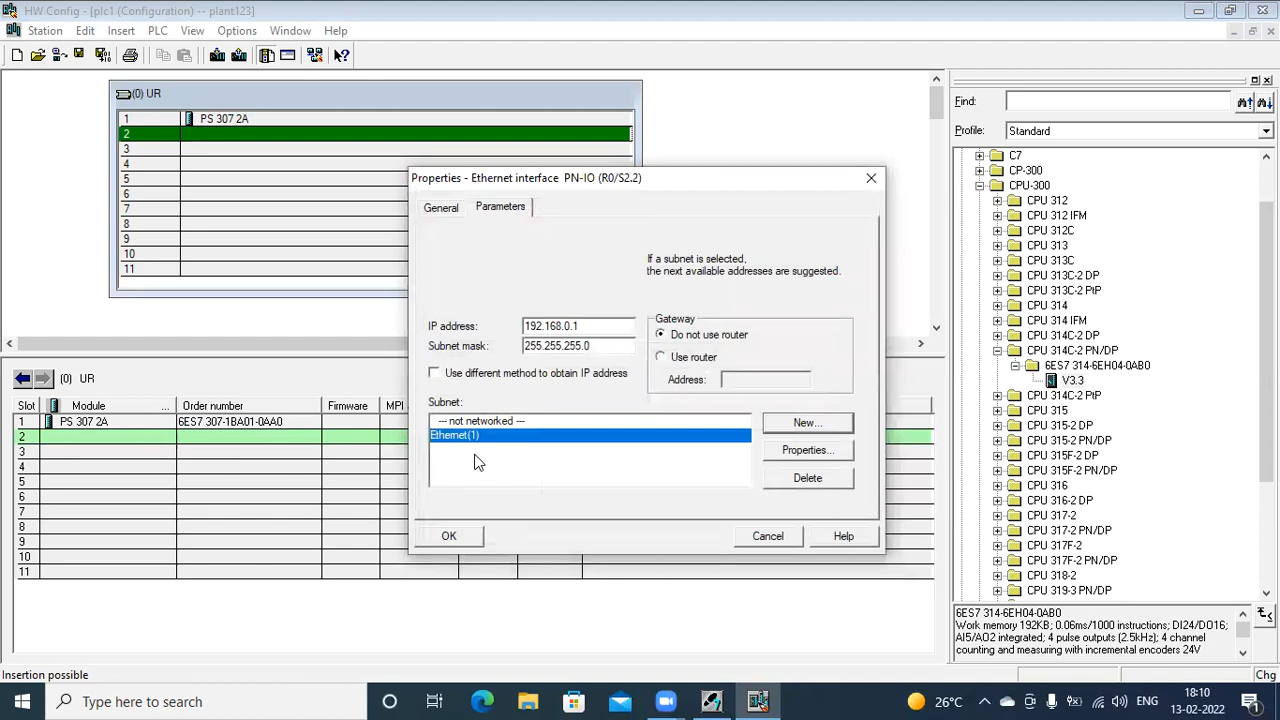 HW Config - [plc1 (Configuration) -- plant123]
Station Edit Insert PLC View Options Window Help
(0) UR
1 PS 307 2A
2
3
4
5
6
7
8
9
10
11
Properties - Ethernet interface PN-IO (R0/S2.2)
General Parameters
If a subnet is selected,
the next available addresses are suggested.
IP address: 192.168.0.1
Subnet mask: 255.255.255.0
Use different method to obtain IP address
Gateway
Do not use router
Use router
Address:
Subnet:
--- not networked ---
Ethernet(1)
New...
Properties...
Delete
OK Cancel Help
Find:
Profile: Standard
C7
CP-300
CPU-300
CPU 312
CPU 312 IFM
CPU 312C
CPU 313
CPU 313C
CPU 313C-2 DP
CPU 313C-2 PtP
CPU 314
CPU 314 IFM
CPU 314C-2 DP
CPU 314C-2 PN/DP
6ES7 314-6EH04-0AB0
V3.3
CPU 314C-2 PtP
CPU 315
CPU 315-2 DP
CPU 315-2 PN/DP
CPU 315F-2 DP
CPU 315F-2 PN/DP
CPU 316
CPU 316-2 DP
CPU 317-2
CPU 317-2 PN/DP
CPU 317F-2
CPU 317F-2 PN/DP
CPU 318-2
CPU 319-3 PN/DP
6ES7 314-6EH04-0AB0
Work memory 192KB; 0.06ms/1000 instructions; DI24/DO16;
AI5/AO2 integrated; 4 pulse outputs (2.5kHz); 4 channel
counting and measuring with incremental encoders 24V
(0) UR
Slot Module ... Order number Firmware MPI
1 PS 307 2A 6ES7 307-1BA01-0AA0
2
3
4
5
6
7
8
9
10
11
Insertion possible
Chg
Type here to search
26°C
ENG
18:10
13-02-2022
1